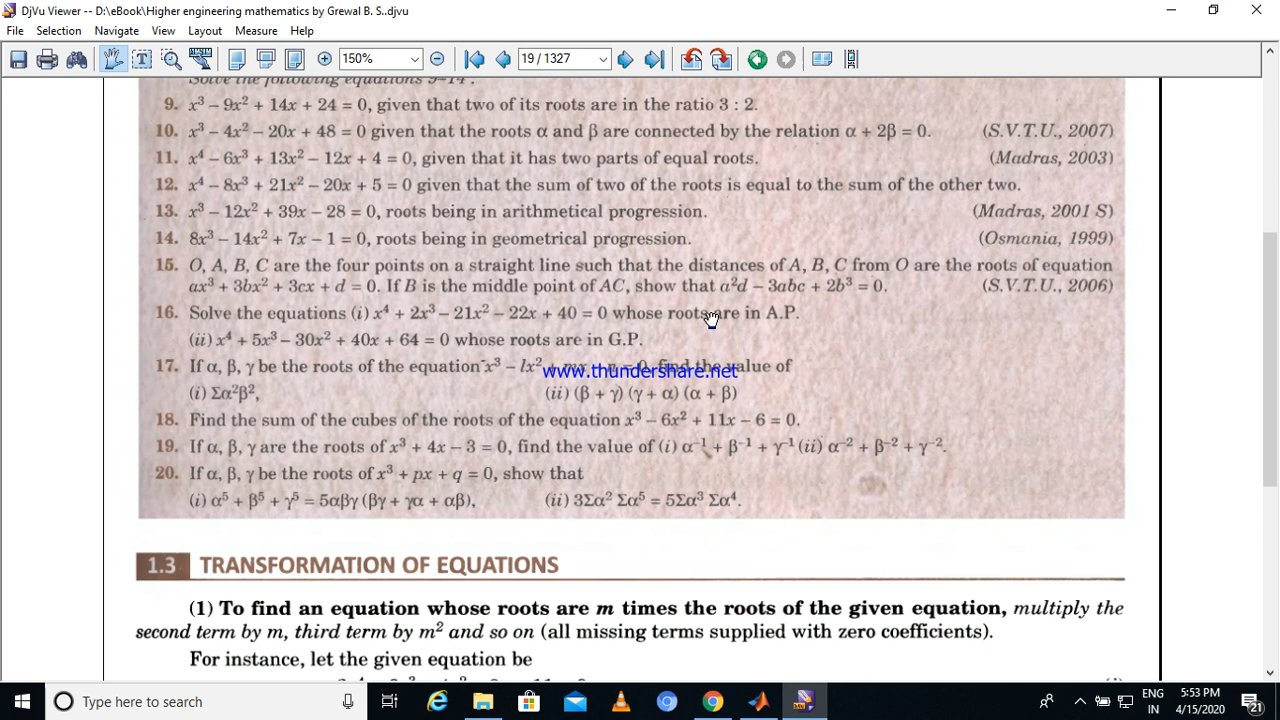 DjVu Viewer -- D:\eBook\Higher engineering mathematics by Grewal B. S..djvu
File Selection Navigate View Layout Measure Help
150% 19 / 1327
Solve the following equations 9–14 :
9. x³ – 9x² + 14x + 24 = 0, given that two of its roots are in the ratio 3 : 2.
10. x³ – 4x² – 20x + 48 = 0 given that the roots α and β are connected by the relation α + 2β = 0. (S.V.T.U., 2007)
11. x⁴ – 6x³ + 13x² – 12x + 4 = 0, given that it has two parts of equal roots. (Madras, 2003)
12. x⁴ – 8x³ + 21x² – 20x + 5 = 0 given that the sum of two of the roots is equal to the sum of the other two.
13. x³ – 12x² + 39x – 28 = 0, roots being in arithmetical progression. (Madras, 2001 S)
14. 8x³ – 14x² + 7x – 1 = 0, roots being in geometrical progression. (Osmania, 1999)
15. O, A, B, C are the four points on a straight line such that the distances of A, B, C from O are the roots of equation
ax³ + 3bx² + 3cx + d = 0. If B is the middle point of AC, show that a²d – 3abc + 2b³ = 0. (S.V.T.U., 2006)
16. Solve the equations (i) x⁴ + 2x³ – 21x² – 22x + 40 = 0 whose roots are in A.P.
(ii) x⁴ + 5x³ – 30x² + 40x + 64 = 0 whose roots are in G.P.
17. If α, β, γ be the roots of the equation x³ – lx² + mx – n = 0, find the value of
www.thundershare.net
(i) Σα²β², (ii) (β + γ) (γ + α) (α + β)
18. Find the sum of the cubes of the roots of the equation x³ – 6x² + 11x – 6 = 0.
19. If α, β, γ are the roots of x³ + 4x – 3 = 0, find the value of (i) α⁻¹ + β⁻¹ + γ⁻¹ (ii) α⁻² + β⁻² + γ⁻².
20. If α, β, γ be the roots of x³ + px + q = 0, show that
(i) α⁵ + β⁵ + γ⁵ = 5αβγ (βγ + γα + αβ), (ii) 3Σα² Σα⁵ = 5Σα³ Σα⁴.
1.3 TRANSFORMATION OF EQUATIONS
(1) To find an equation whose roots are m times the roots of the given equation, multiply the
second term by m, third term by m² and so on (all missing terms supplied with zero coefficients).
For instance, let the given equation be
Type here to search
ENG 5:53 PM
IN 4/15/2020 21